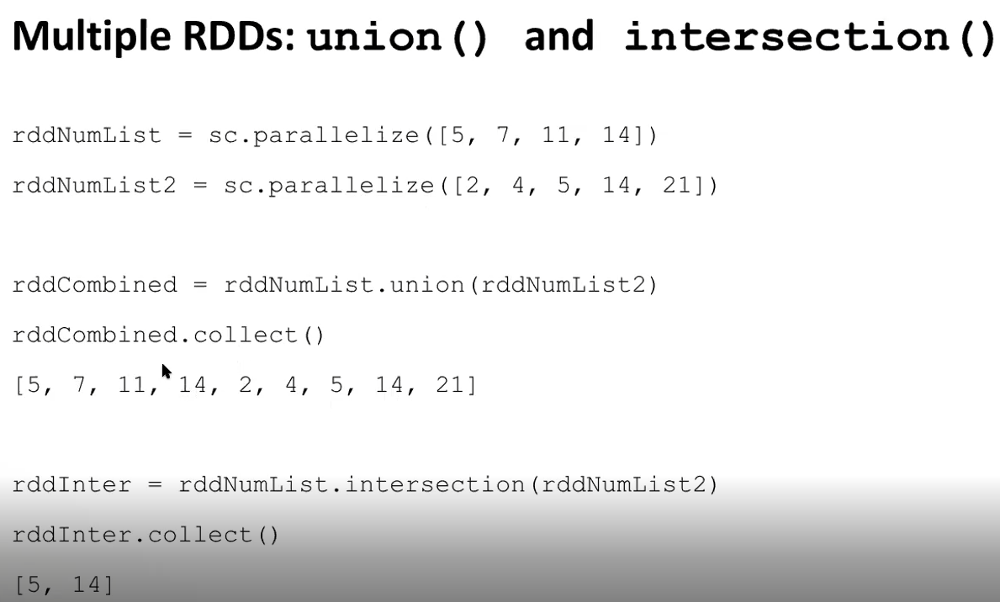 Multiple RDDs: union() and intersection()
rddNumList = sc.parallelize([5, 7, 11, 14])
rddNumList2 = sc.parallelize([2, 4, 5, 14, 21])
rddCombined = rddNumList.union(rddNumList2)
rddCombined.collect()
[5, 7, 11, 14, 2, 4, 5, 14, 21]
rddInter = rddNumList.intersection(rddNumList2)
rddInter.collect()
[5, 14]